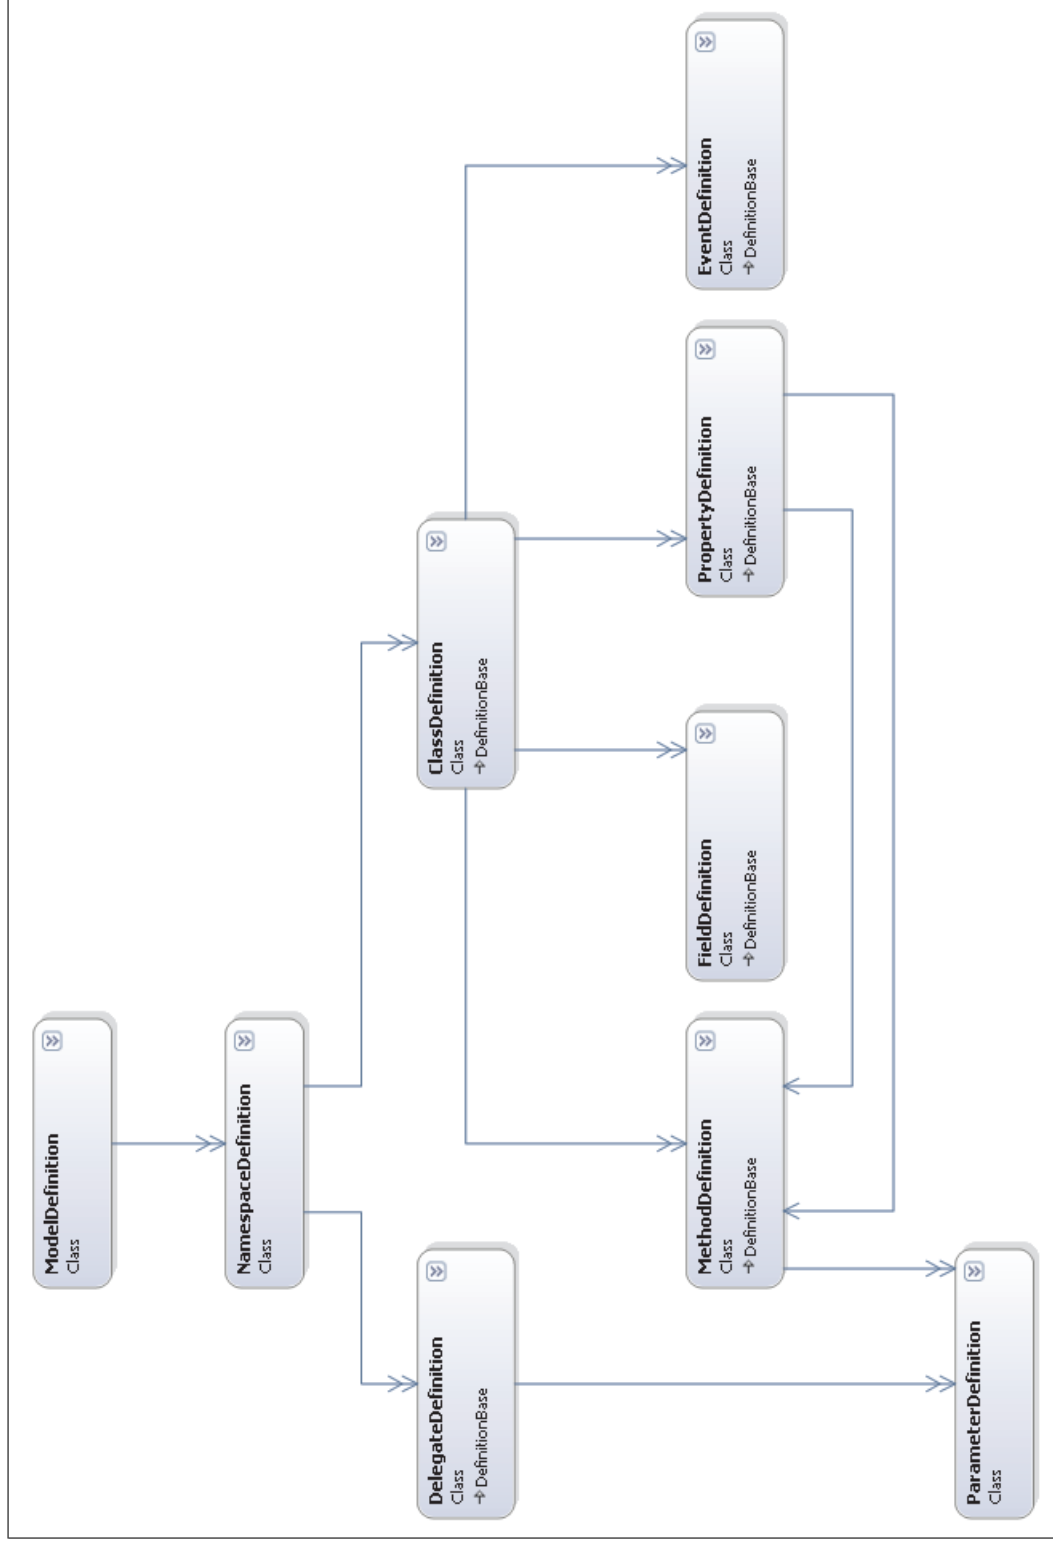 ModelDefinition
Class
NamespaceDefinition
Class
DelegateDefinition
Class
DefinitionBase
ClassDefinition
Class
DefinitionBase
MethodDefinition
Class
DefinitionBase
FieldDefinition
Class
DefinitionBase
PropertyDefinition
Class
DefinitionBase
EventDefinition
Class
DefinitionBase
ParameterDefinition
Class